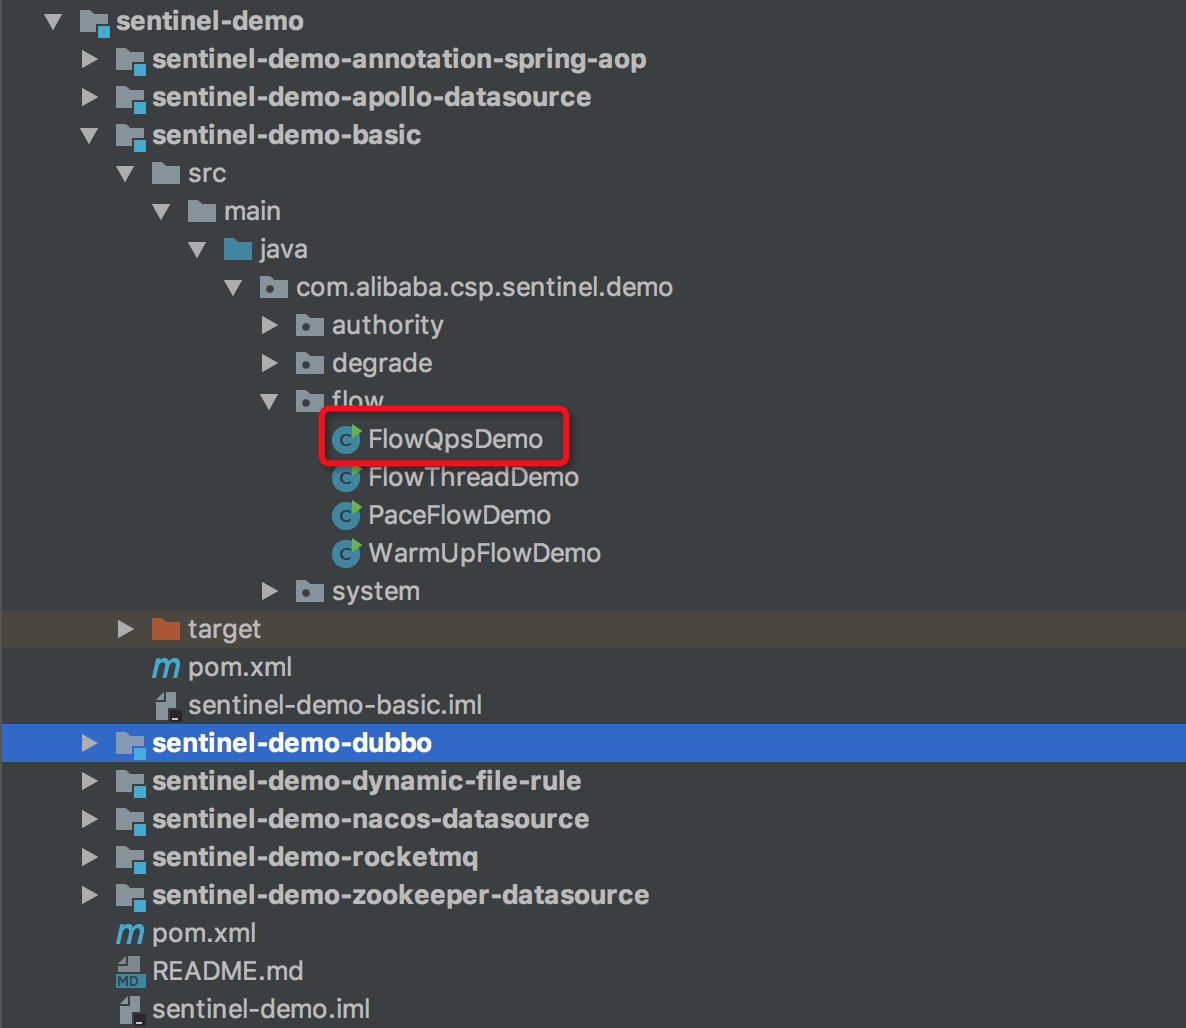 sentinel-demo
sentinel-demo-annotation-spring-aop
sentinel-demo-apollo-datasource
sentinel-demo-basic
src
main
java
com.alibaba.csp.sentinel.demo
authority
degrade
flow
C FlowQpsDemo
C FlowThreadDemo
C PaceFlowDemo
C WarmUpFlowDemo
system
target
m pom.xml
sentinel-demo-basic.iml
sentinel-demo-dubbo
sentinel-demo-dynamic-file-rule
sentinel-demo-nacos-datasource
sentinel-demo-rocketmq
sentinel-demo-zookeeper-datasource
m pom.xml
MD README.md
sentinel-demo.iml